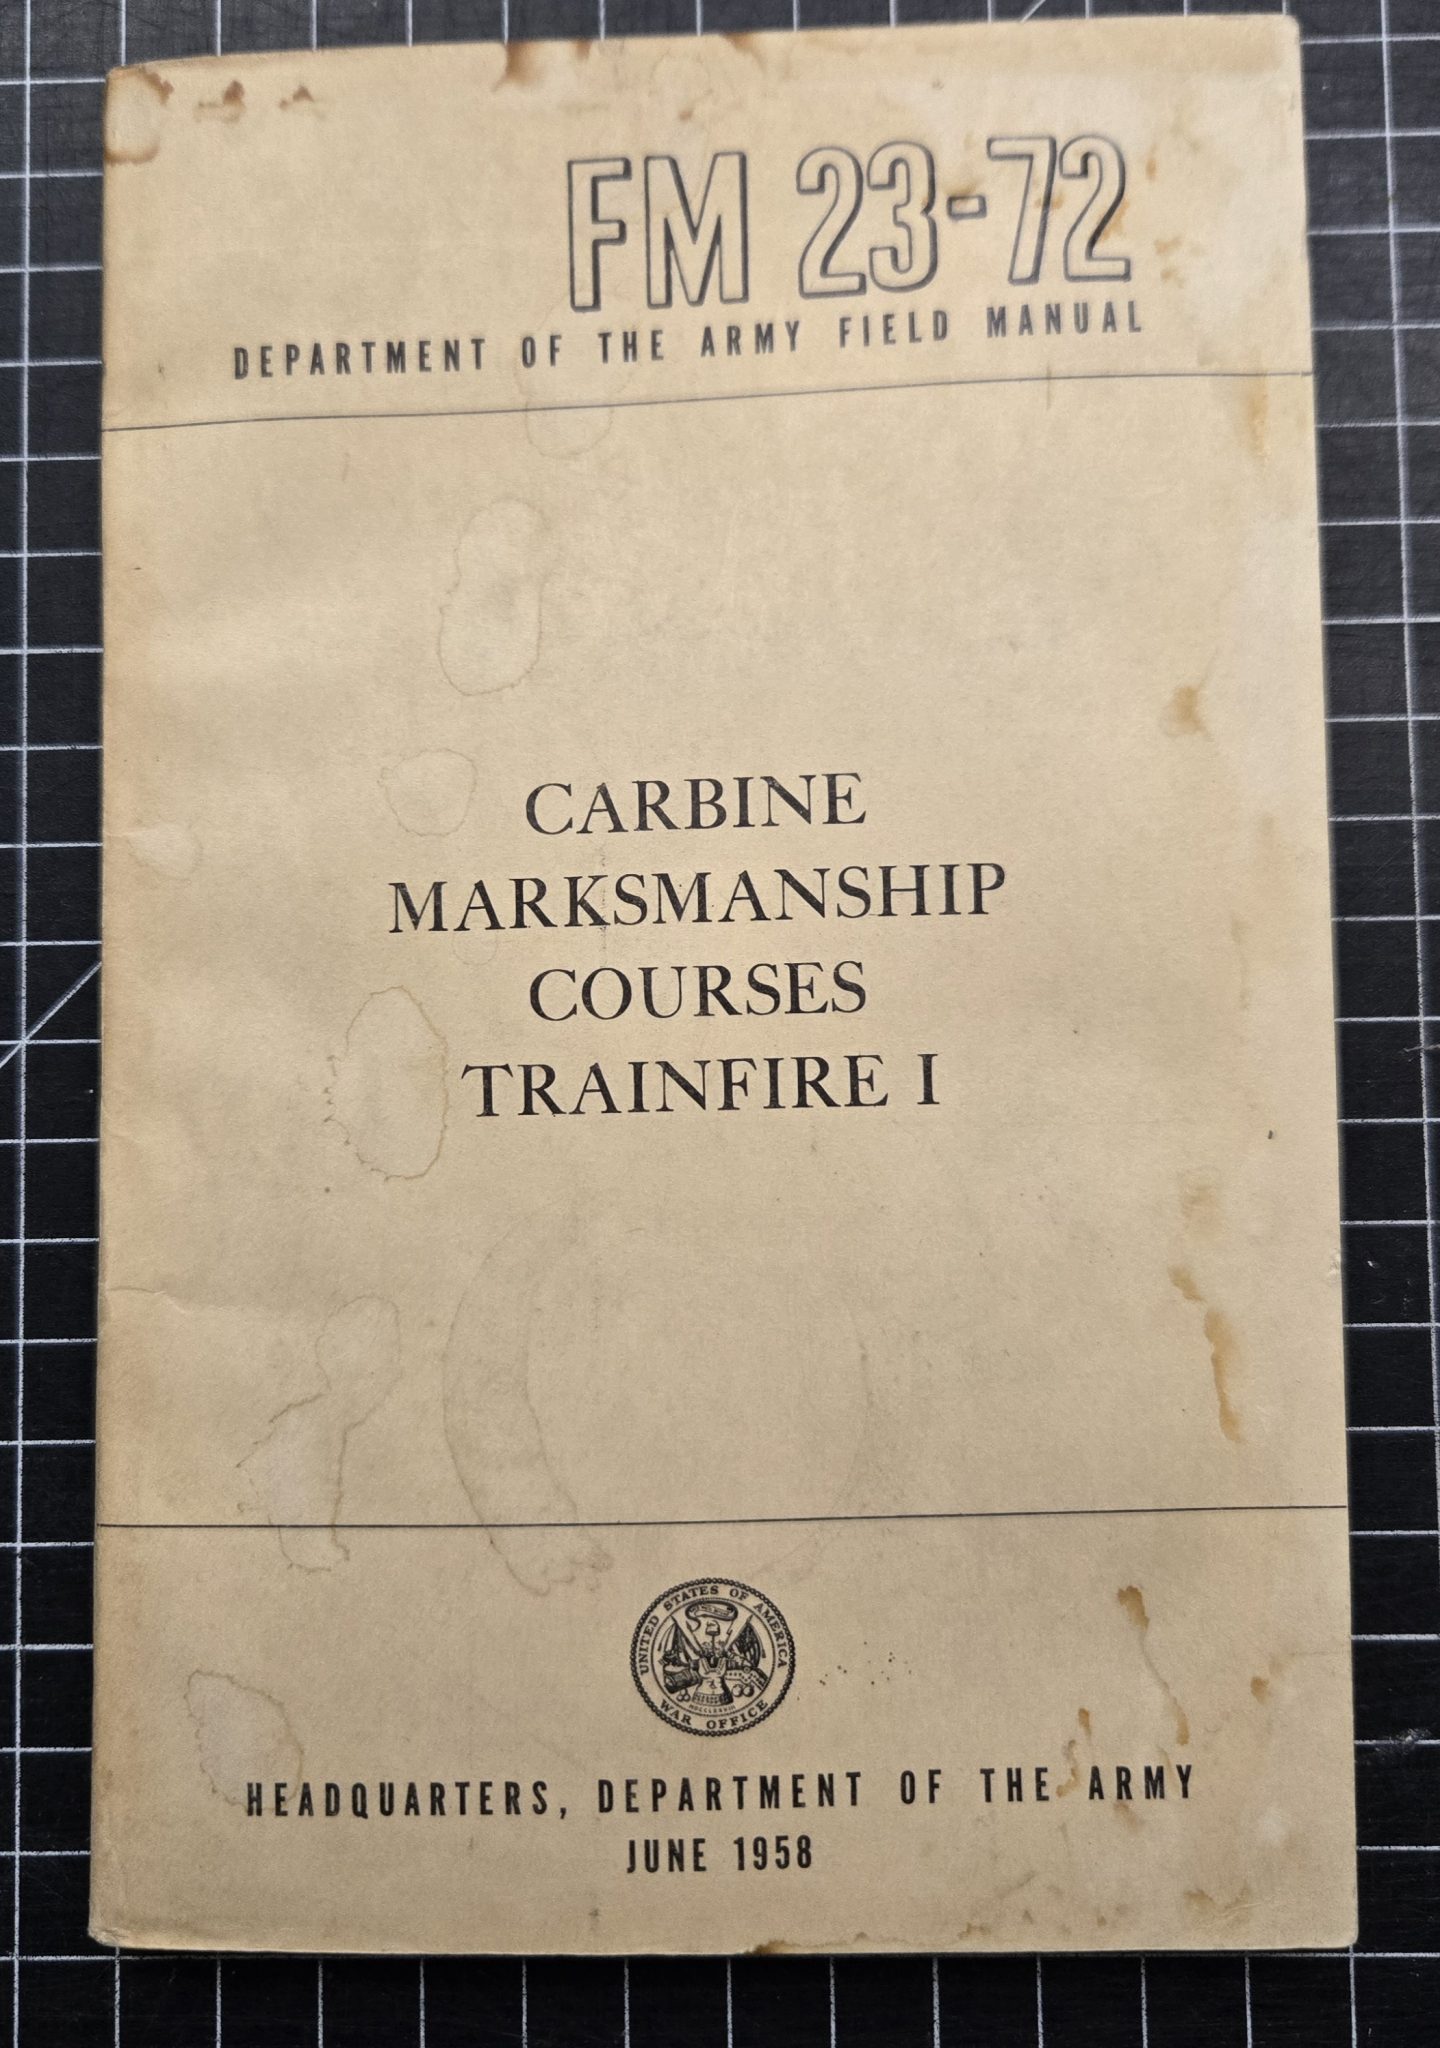 FM 23-72
DEPARTMENT OF THE ARMY FIELD MANUAL
CARBINE
MARKSMANSHIP
COURSES
TRAINFIRE I
UNITED STATES OF AMERICA
WAR OFFICE
HEADQUARTERS, DEPARTMENT OF THE ARMY
JUNE 1958